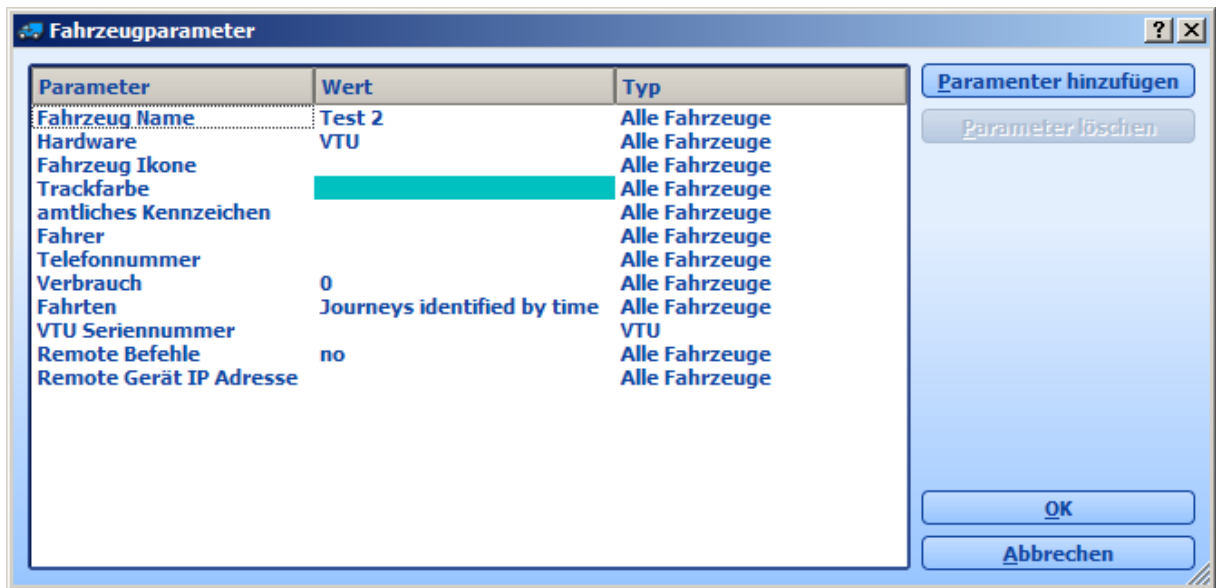 Fahrzeugparameter
Parameter Wert Typ
Fahrzeug Name Test 2 Alle Fahrzeuge
Hardware VTU Alle Fahrzeuge
Fahrzeug Ikone Alle Fahrzeuge
Trackfarbe Alle Fahrzeuge
amtliches Kennzeichen Alle Fahrzeuge
Fahrer Alle Fahrzeuge
Telefonnummer Alle Fahrzeuge
Verbrauch 0 Alle Fahrzeuge
Fahrten Journeys identified by time Alle Fahrzeuge
VTU Seriennummer VTU
Remote Befehle no Alle Fahrzeuge
Remote Gerät IP Adresse Alle Fahrzeuge
Paramenter hinzufügen
Parameter löschen
OK
Abbrechen